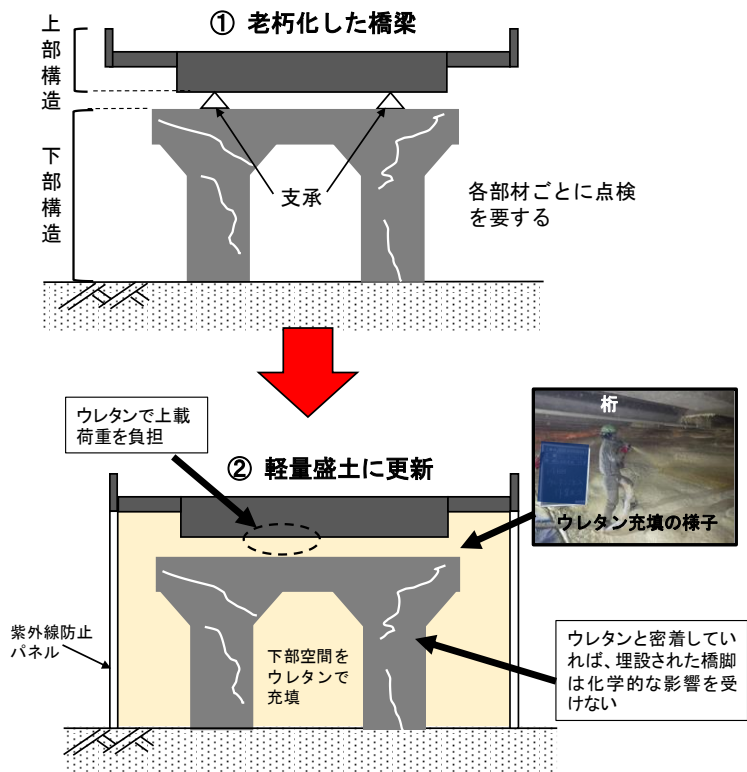 ① 老朽化した橋梁
上部構造
下部構造
支承
各部材ごとに点検
を要する
ウレタンで上載
荷重を負担
② 軽量盛土に更新
桁
ウレタン充填の様子
紫外線防止
パネル
下部空間を
ウレタンで
充填
ウレタンと密着してい
れば、埋設された橋脚
は化学的な影響を受
けない